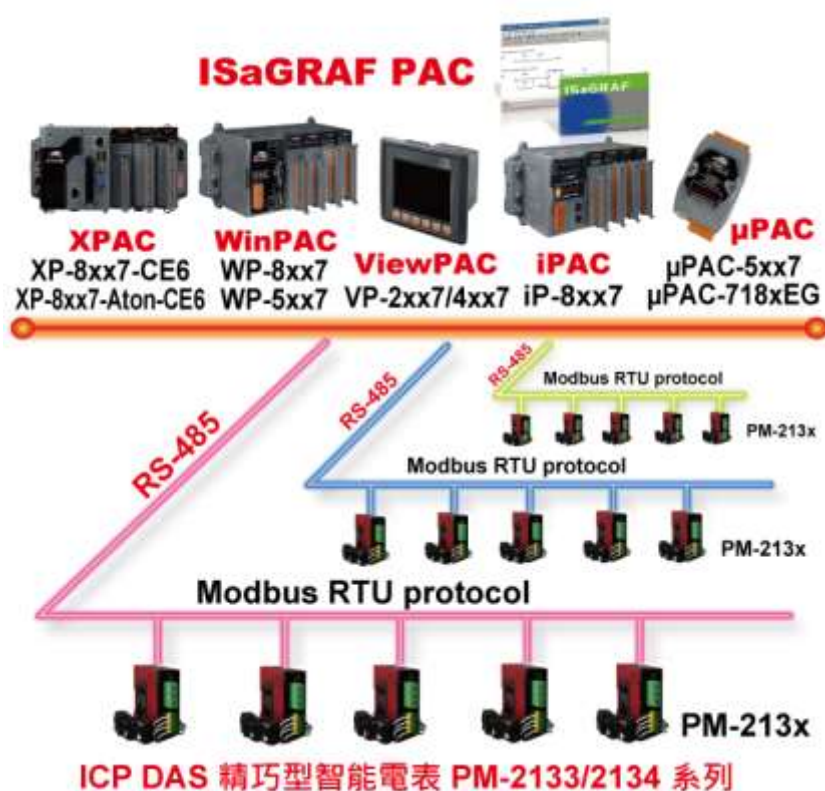 ISaGRAF PAC
ISaGRAF
XPAC
XP-8xx7-CE6
XP-8xx7-Aton-CE6
WinPAC
WP-8xx7
WP-5xx7
ViewPAC
VP-2xx7/4xx7
iPAC
iP-8xx7
µPAC
µPAC-5xx7
µPAC-718xEG
RS-485
Modbus RTU protocol
PM-213x
RS-485
Modbus RTU protocol
PM-213x
RS-485
Modbus RTU protocol
PM-213x
ICP DAS 精巧型智能電表 PM-2133/2134 系列